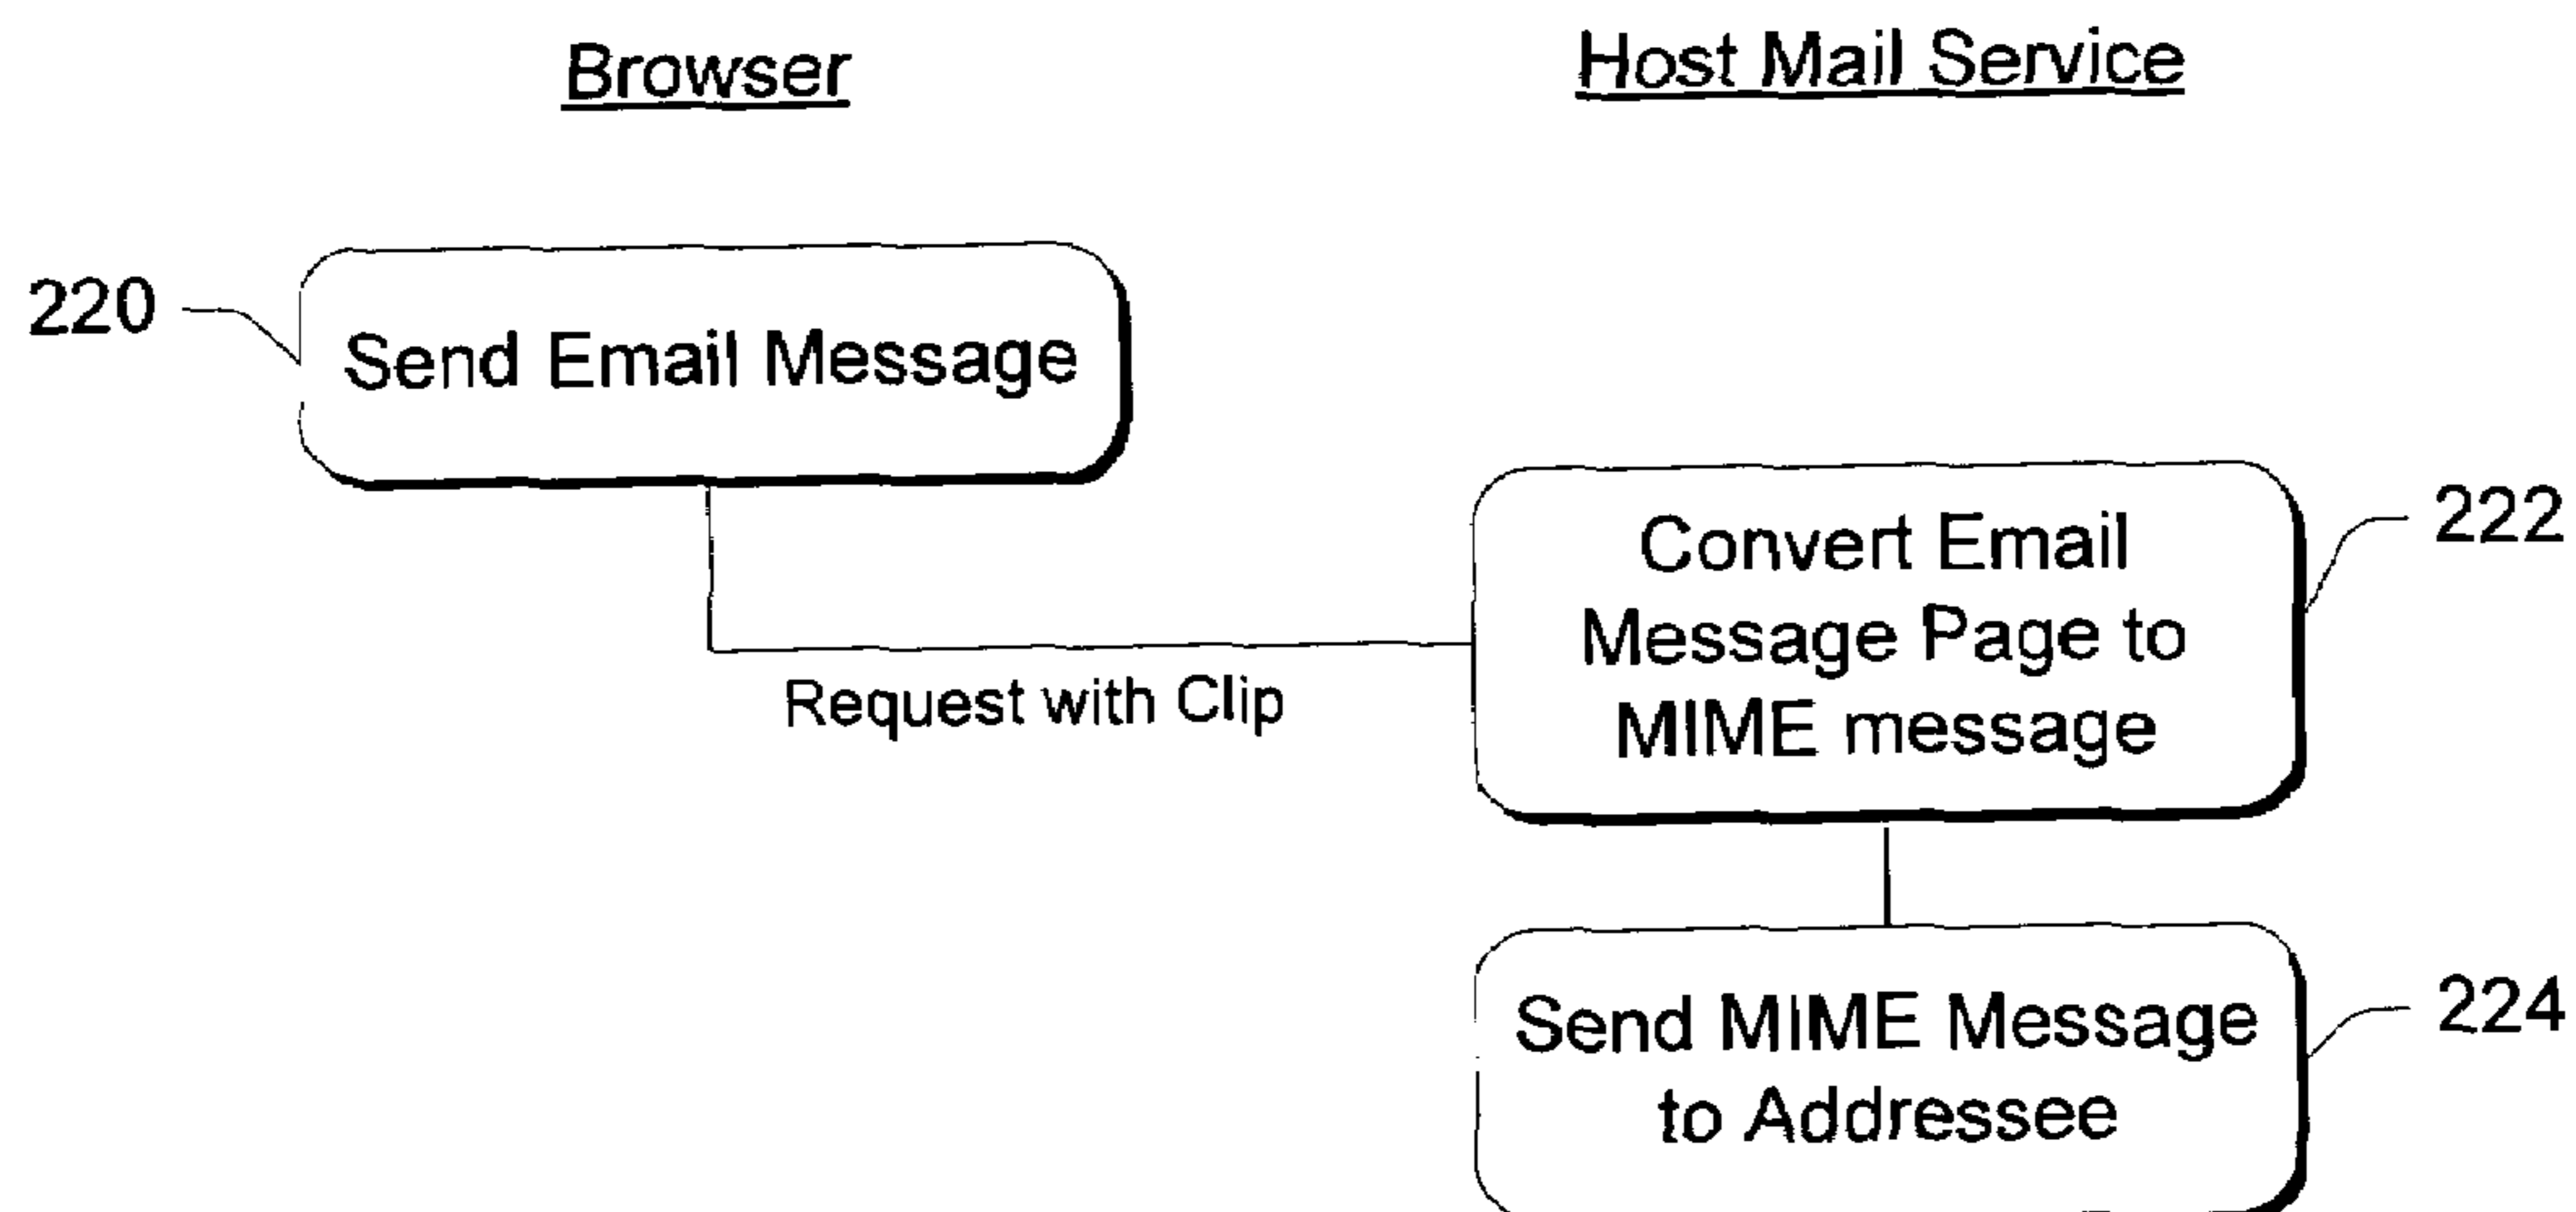 Browser
Host Mail Service
220
Send Email Message
222
Convert Email
Message Page to
MIME message
Request with Clip
224
Send MIME Message
to Addressee